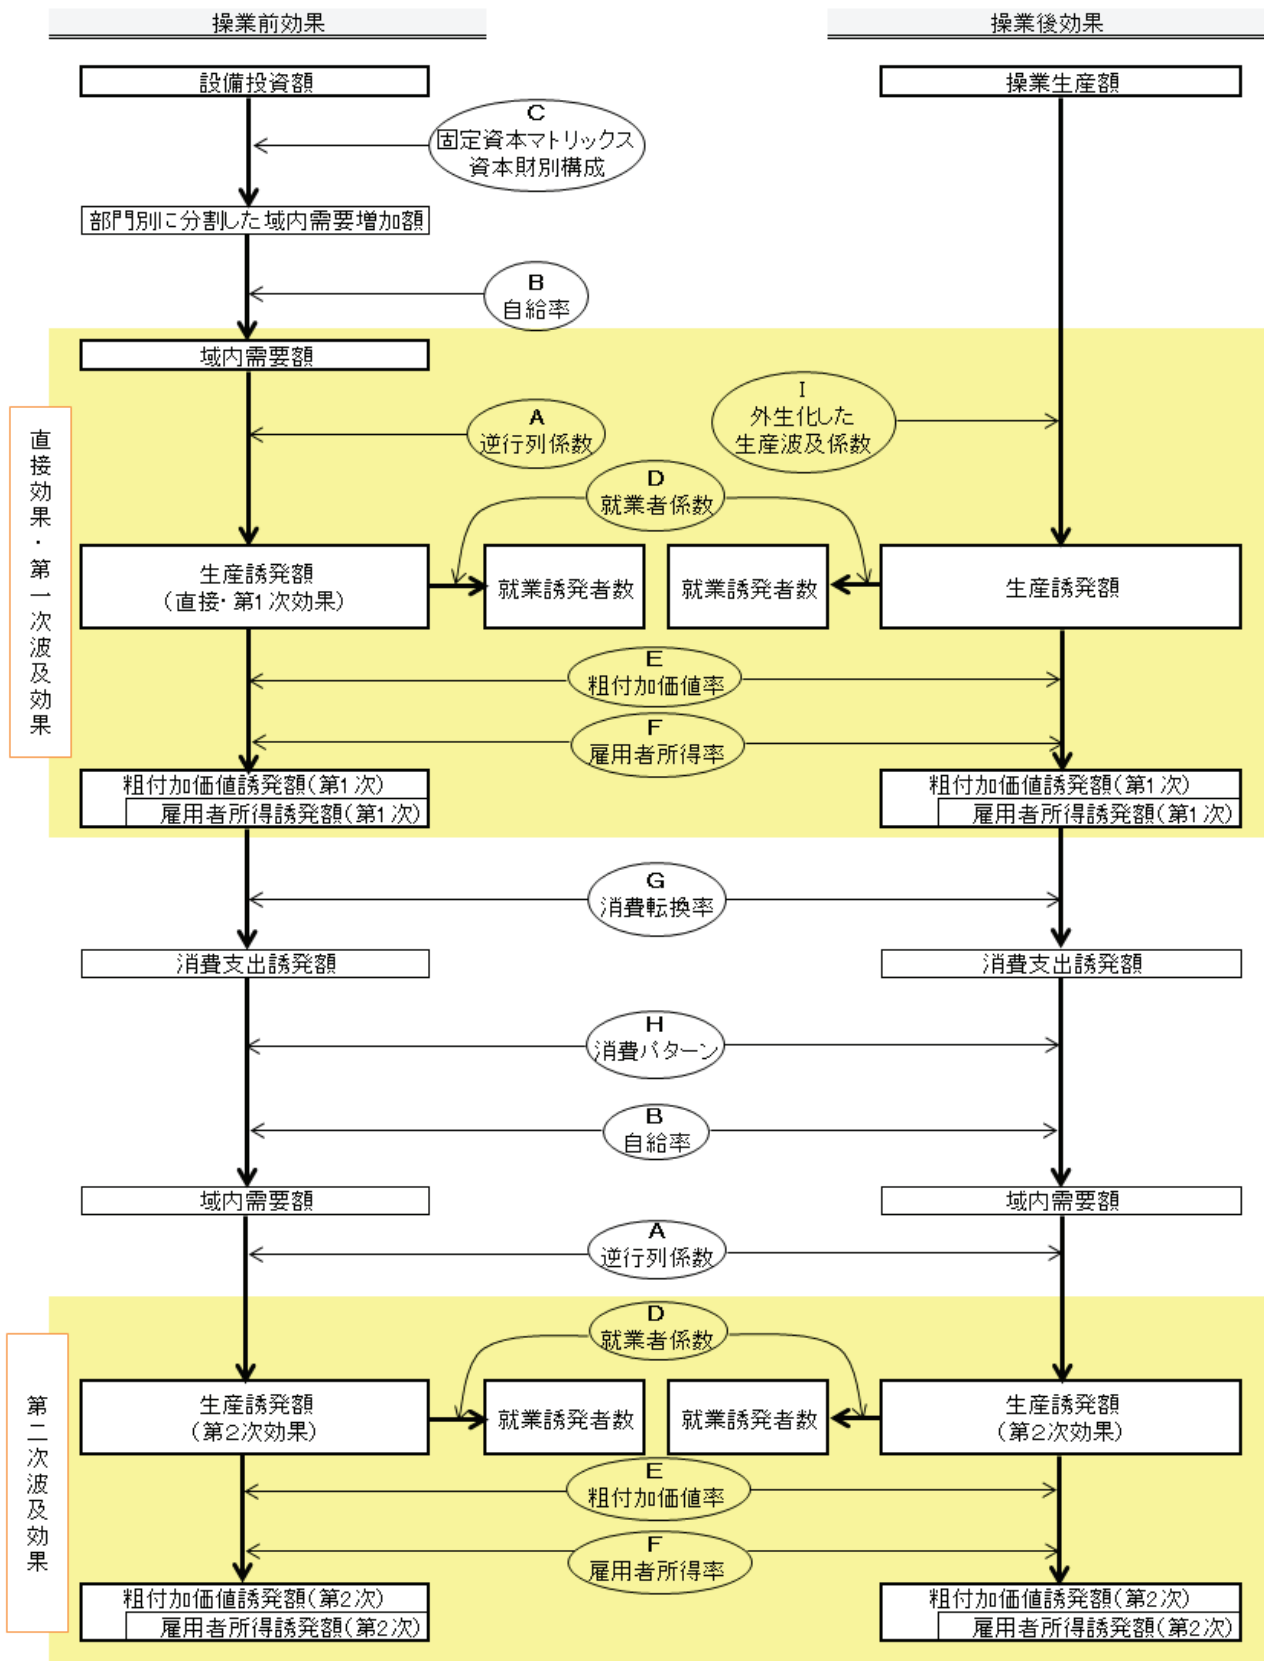 操業前効果
操業後効果
設備投資額
操業生産額
C
固定資本マトリックス
資本財別構成
部門別に分割した域内需要増加額
B
自給率
域内需要額
直接効果・第一次波及効果
A
逆行列係数
I
外生化した
生産波及係数
D
就業者係数
生産誘発額
(直接・第1次効果)
就業誘発者数
就業誘発者数
生産誘発額
E
粗付加価値率
F
雇用者所得率
粗付加価値誘発額(第1次)
雇用者所得誘発額(第1次)
粗付加価値誘発額(第1次)
雇用者所得誘発額(第1次)
G
消費転換率
消費支出誘発額
消費支出誘発額
H
消費パターン
B
自給率
域内需要額
域内需要額
A
逆行列係数
第二次波及効果
D
就業者係数
生産誘発額
(第2次効果)
就業誘発者数
就業誘発者数
生産誘発額
(第2次効果)
E
粗付加価値率
F
雇用者所得率
粗付加価値誘発額(第2次)
雇用者所得誘発額(第2次)
粗付加価値誘発額(第2次)
雇用者所得誘発額(第2次)